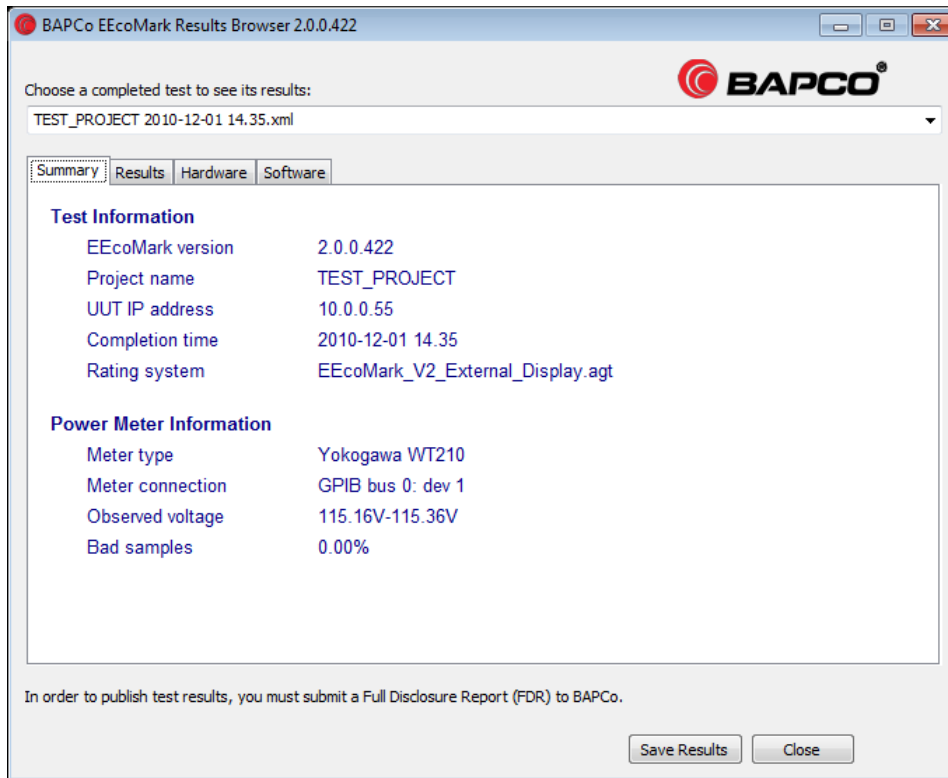 BAPCo EEcoMark Results Browser 2.0.0.422
BAPCO®
Choose a completed test to see its results:
TEST_PROJECT 2010-12-01 14.35.xml
Summary Results Hardware Software
Test Information
EEcoMark version 2.0.0.422
Project name TEST_PROJECT
UUT IP address 10.0.0.55
Completion time 2010-12-01 14.35
Rating system EEcoMark_V2_External_Display.agt
Power Meter Information
Meter type Yokogawa WT210
Meter connection GPIB bus 0: dev 1
Observed voltage 115.16V-115.36V
Bad samples 0.00%
In order to publish test results, you must submit a Full Disclosure Report (FDR) to BAPCo.
Save Results Close